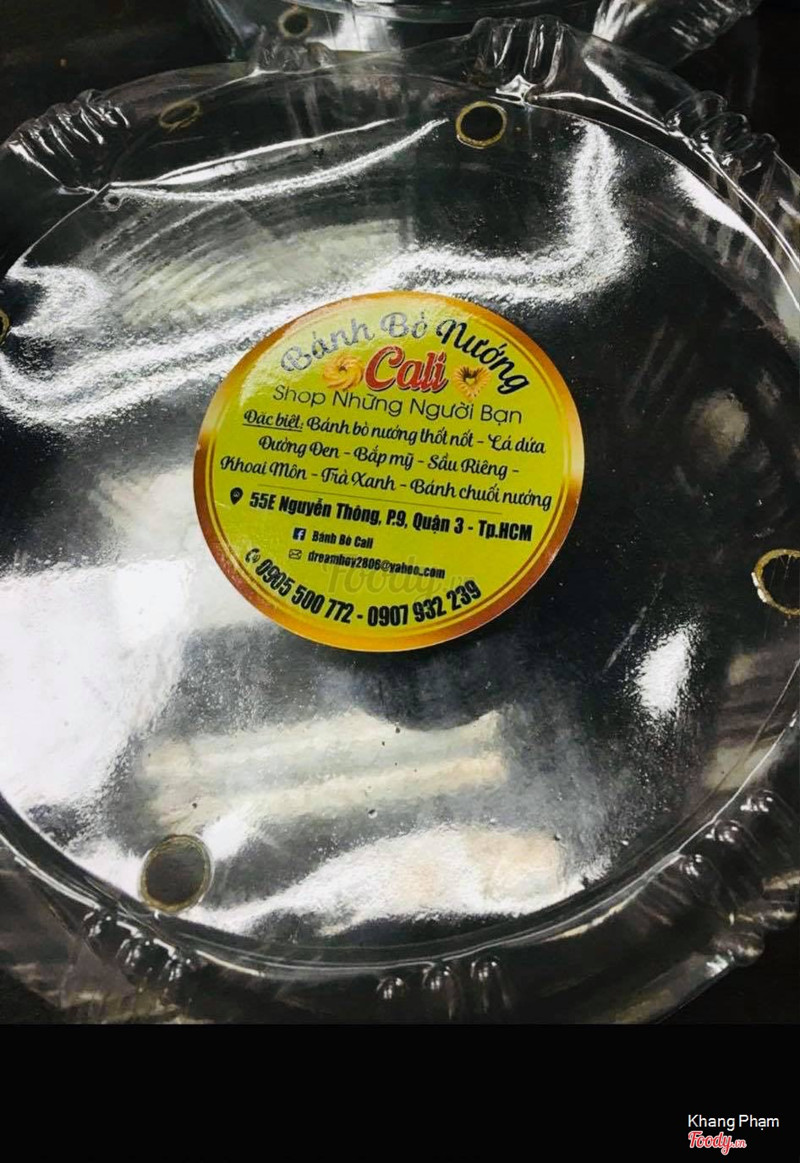 Bánh Bò Nướng
Cali
Shop Những Người Bạn
Đặc biệt: Bánh bò nướng thốt nốt - Lá dứa
Đường Đen - Bắp mỹ - Sầu Riêng -
Khoai Môn - Trà Xanh - Bánh chuối nướng
55E Nguyễn Thông, P.9, Quận 3 - Tp.HCM
Bánh Bò Cali
dreamboy2806@yahoo.com
0905 500 772 - 0907 932 239
Foody.vn
Khang Phạm
Foody.vn